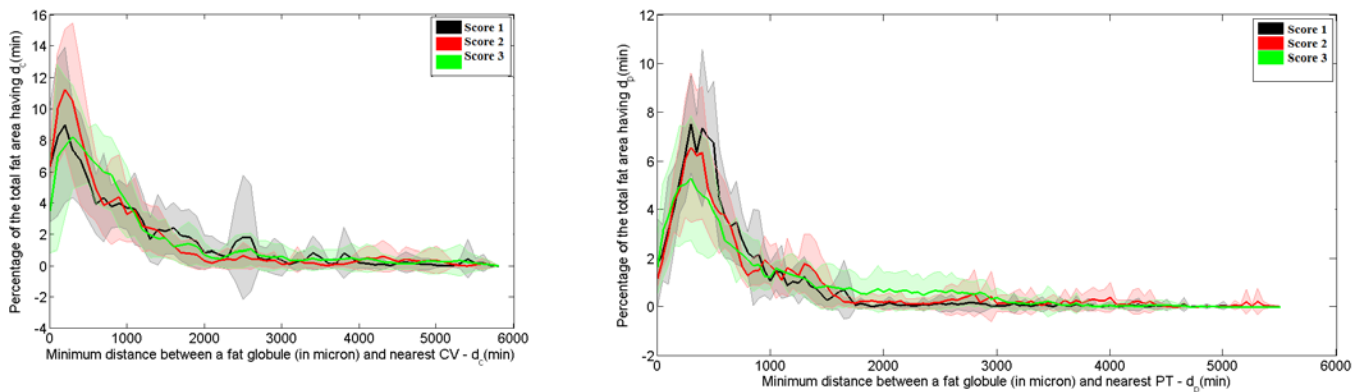 Percentage of the total fat area having d_c(min)
16
14
12
10
8
6
4
2
0
-2
-4
0 1000 2000 3000 4000 5000 6000
Minimum distance between a fat globule (in micron) and nearest CV - d_c(min)
Score 1
Score 2
Score 3
Percentage of the total fat area having d_p(min)
12
10
8
6
4
2
0
-2
0 1000 2000 3000 4000 5000 6000
Minimum distance between a fat globule (in micron) and nearest PT - d_p(min)
Score 1
Score 2
Score 3